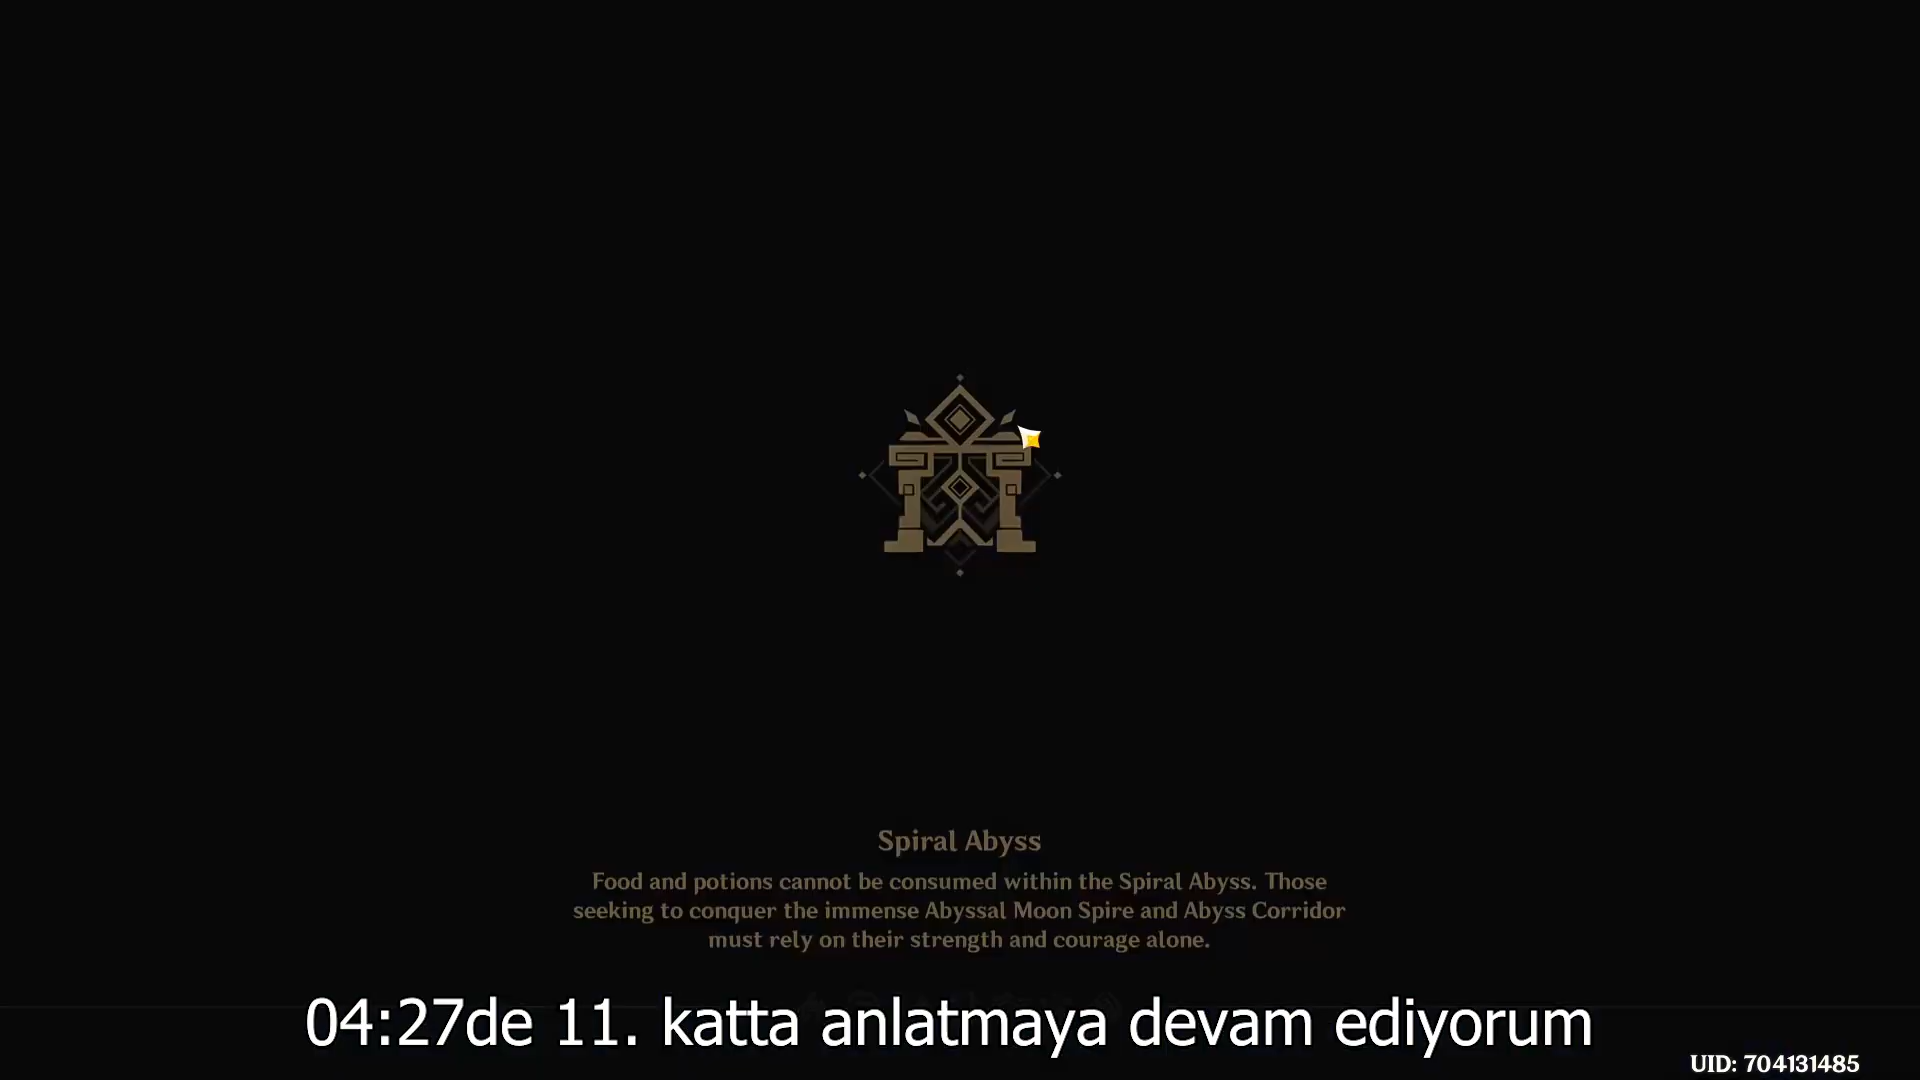 Spiral Abyss
Food and potions cannot be consumed within the Spiral Abyss. Those
seeking to conquer the immense Abyssal Moon Spire and Abyss Corridor
must rely on their strength and courage alone.
04:27de 11. katta anlatmaya devam ediyorum
UID: 704131485